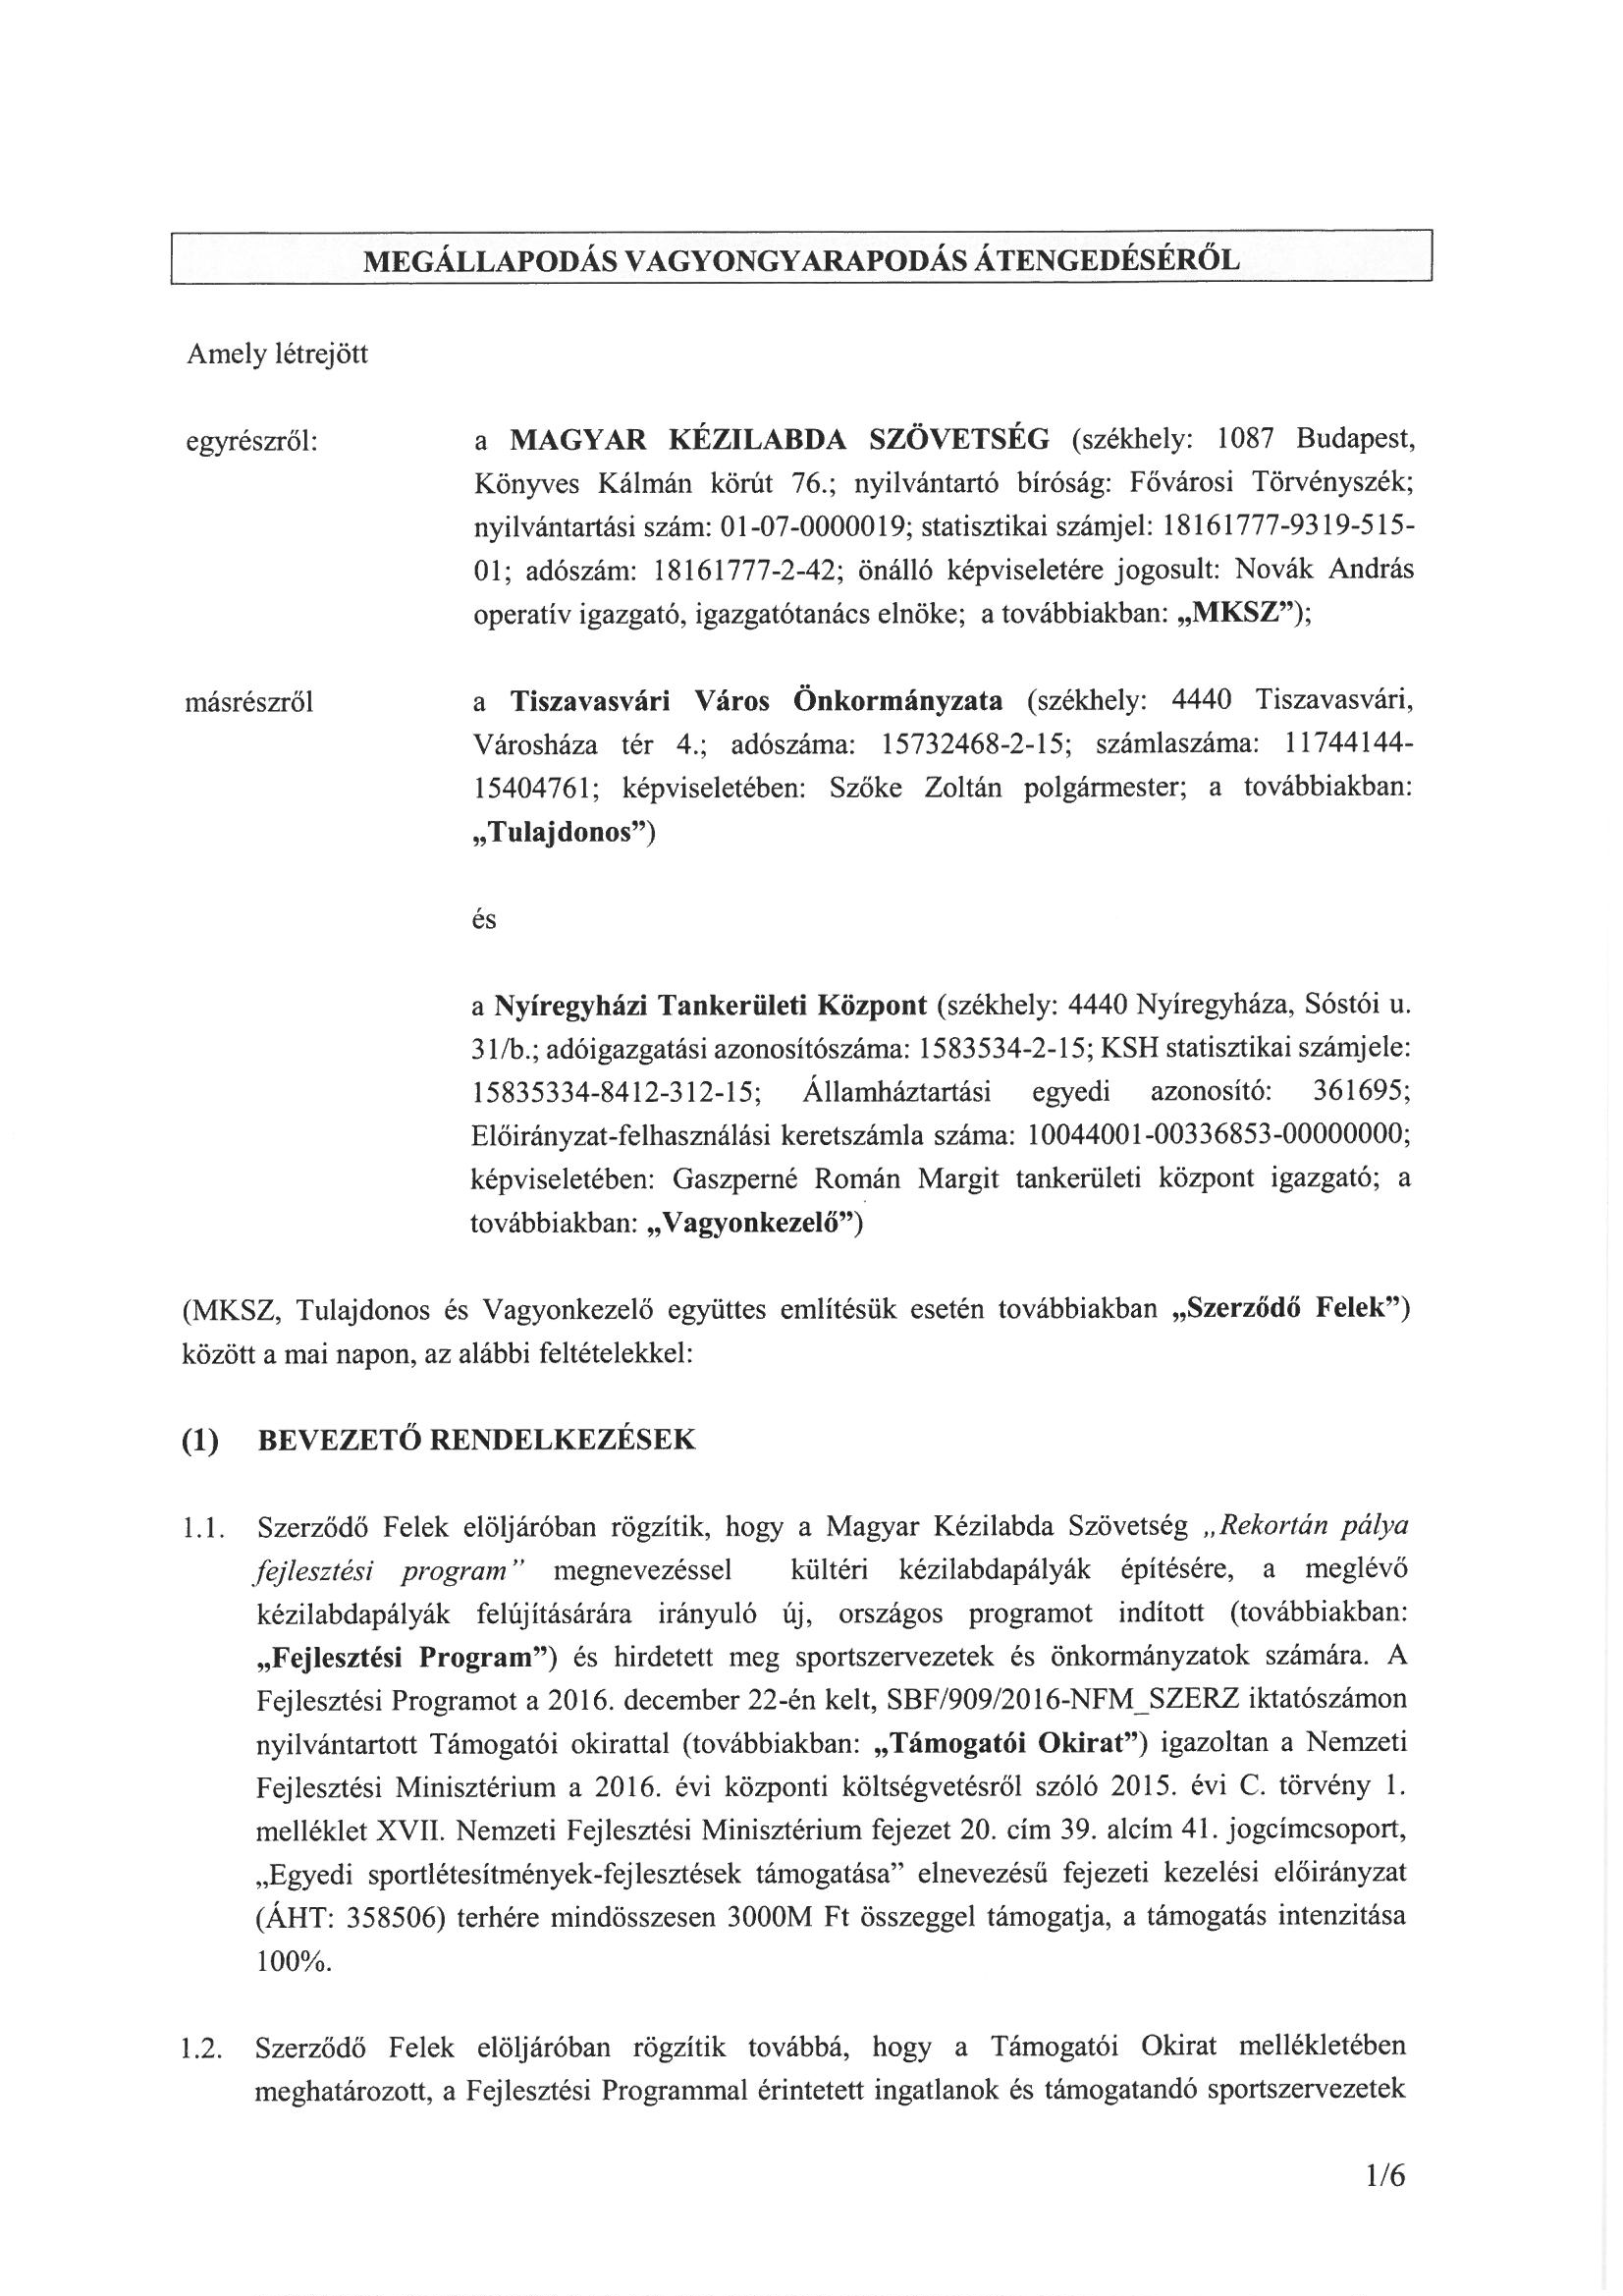 MEGÁLLAPODÁS VAGYONGYARAPODÁS ÁTENGEDÉSÉRŐL
Amely létrejött
egyrészről: a MAGYAR KÉZILABDA SZÖVETSÉG (székhely: 1087 Budapest,
Könyves Kálmán körút 76.; nyilvántartó bíróság: Fővárosi Törvényszék;
nyilvántartási szám: 01-07-0000019; statisztikai számjel: 18161777-9319-515-
01; adószám: 18161777-2-42; önálló képviseletére jogosult: Novák András
operatív igazgató, igazgatótanács elnöke; a továbbiakban: „MKSZ”);
másrészről a Tiszavasvári Város Önkormányzata (székhely: 4440 Tiszavasvári,
Városháza tér 4.; adószáma: 15732468-2-15; számlaszáma: 11744144-
15404761; képviseletében: Szőke Zoltán polgármester; a továbbiakban:
„Tulajdonos”)
és
a Nyíregyházi Tankerületi Központ (székhely: 4440 Nyíregyháza, Sóstói u.
31/b.; adóigazgatási azonosítószáma: 1583534-2-15; KSH statisztikai számjele:
15835334-8412-312-15; Államháztartási egyedi azonosító: 361695;
Előirányzat-felhasználási keretszámla száma: 10044001-00336853-00000000;
képviseletében: Gaszperné Román Margit tankerületi központ igazgató; a
továbbiakban: „Vagyonkezelő”)
(MKSZ, Tulajdonos és Vagyonkezelő együttes említésük esetén továbbiakban „Szerződő Felek”)
között a mai napon, az alábbi feltételekkel:
(1) BEVEZETŐ RENDELKEZÉSEK
1.1. Szerződő Felek elöljáróban rögzítik, hogy a Magyar Kézilabda Szövetség „Rekortán pálya
fejlesztési program” megnevezéssel kültéri kézilabdapályák építésére, a meglévő
kézilabdapályák felújításárára irányuló új, országos programot indított (továbbiakban:
„Fejlesztési Program”) és hirdetett meg sportszervezetek és önkormányzatok számára. A
Fejlesztési Programot a 2016. december 22-én kelt, SBF/909/2016-NFM_SZERZ iktatószámon
nyilvántartott Támogatói okirattal (továbbiakban: „Támogatói Okirat”) igazoltan a Nemzeti
Fejlesztési Minisztérium a 2016. évi központi költségvetésről szóló 2015. évi C. törvény 1.
melléklet XVII. Nemzeti Fejlesztési Minisztérium fejezet 20. cím 39. alcím 41. jogcímcsoport,
„Egyedi sportlétesítmények-fejlesztések támogatása” elnevezésű fejezeti kezelési előirányzat
(ÁHT: 358506) terhére mindösszesen 3000M Ft összeggel támogatja, a támogatás intenzitása
100%.
1.2. Szerződő Felek elöljáróban rögzítik továbbá, hogy a Támogatói Okirat mellékletében
meghatározott, a Fejlesztési Programmal érintetett ingatlanok és támogatandó sportszervezetek
1/6